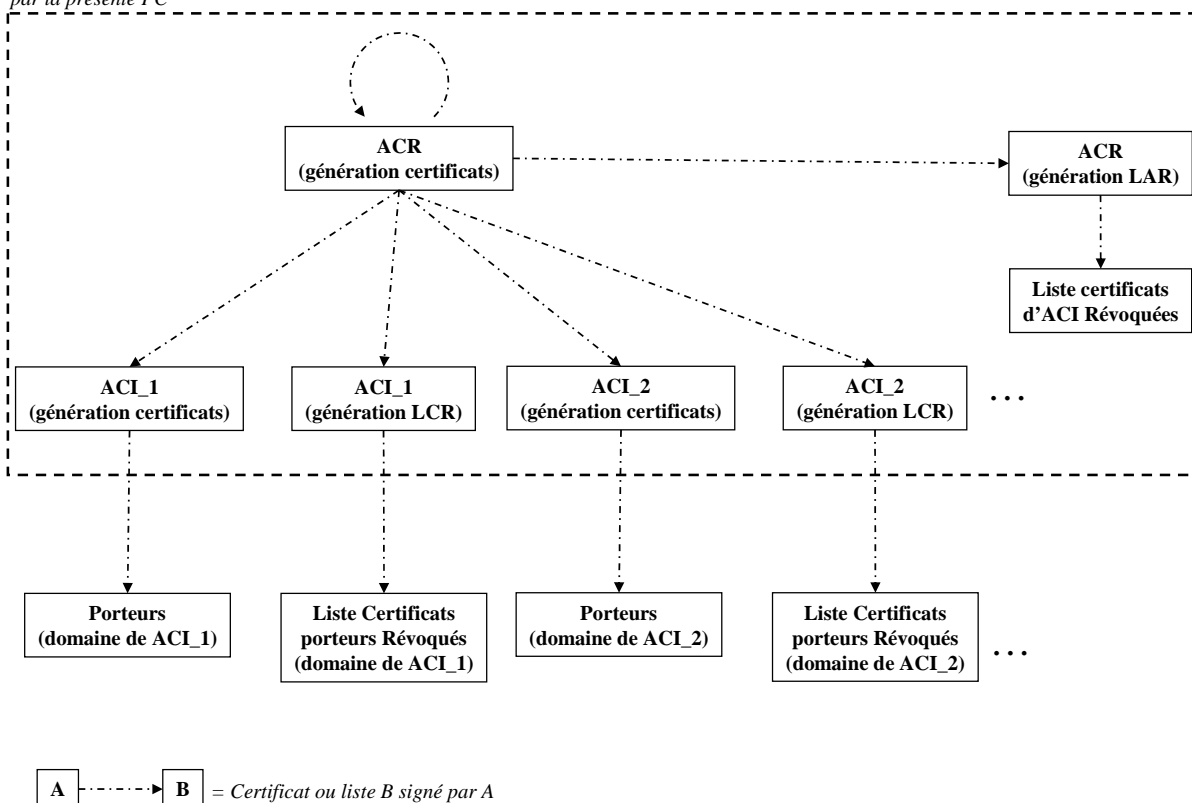 par la présente PC
ACR
(génération certificats)
ACR
(génération LAR)
Liste certificats
d’ACI Révoquées
ACI_1
(génération certificats)
ACI_1
(génération LCR)
ACI_2
(génération certificats)
ACI_2
(génération LCR)
...
Porteurs
(domaine de ACI_1)
Liste Certificats
porteurs Révoqués
(domaine de ACI_1)
Porteurs
(domaine de ACI_2)
Liste Certificats
porteurs Révoqués
(domaine de ACI_2)
...
A B = Certificat ou liste B signé par A